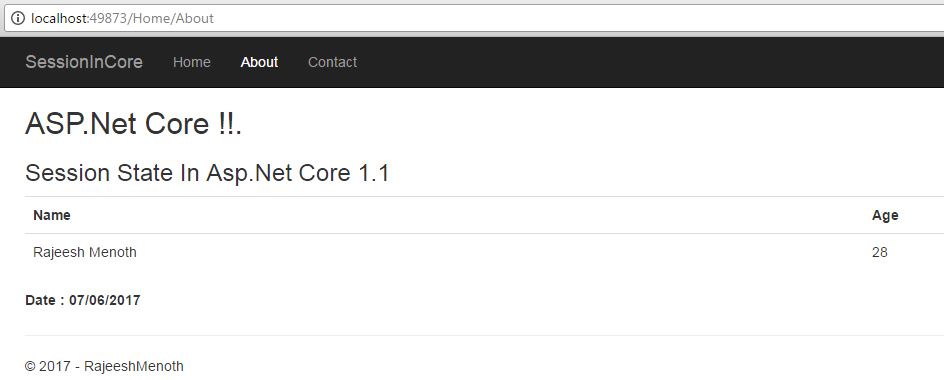 localhost:49873/Home/About
SessionInCore Home About Contact
ASP.Net Core !!.
Session State In Asp.Net Core 1.1
Name Age
Rajeesh Menoth 28
Date : 07/06/2017
© 2017 - RajeeshMenoth